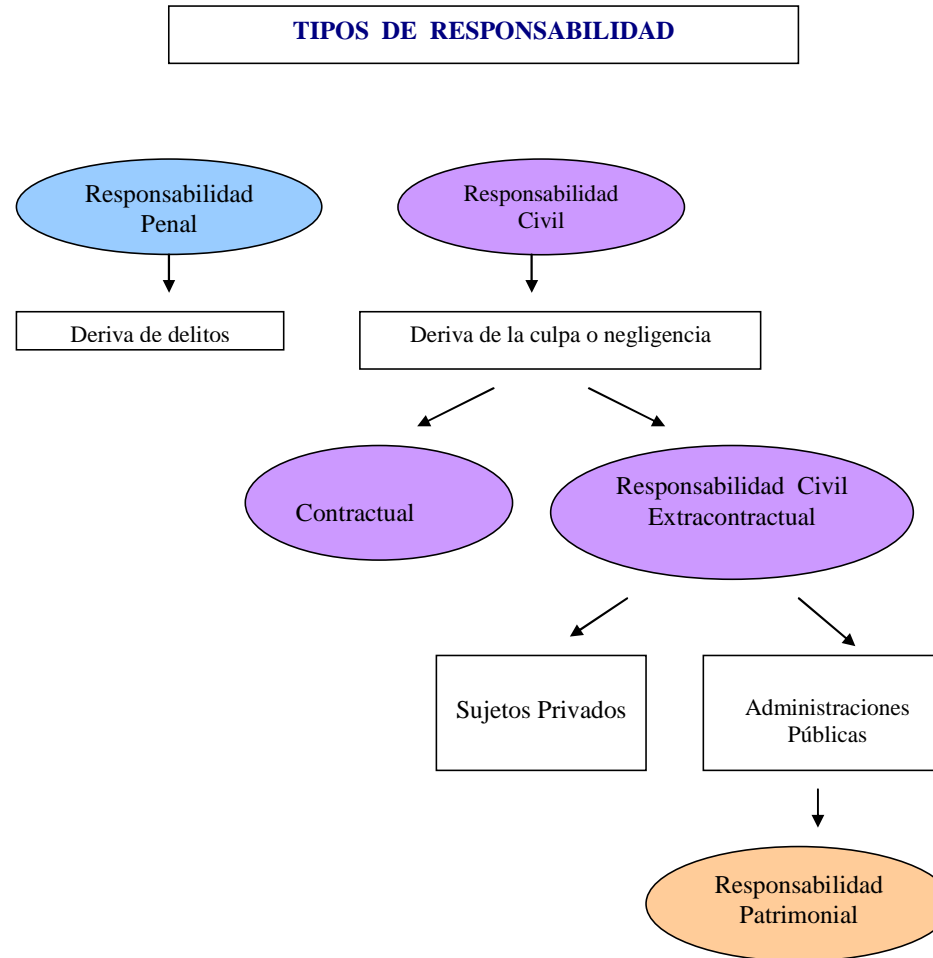 TIPOS DE RESPONSABILIDAD
Responsabilidad
Penal
Responsabilidad
Civil
Deriva de delitos
Deriva de la culpa o negligencia
Contractual
Responsabilidad Civil
Extracontractual
Sujetos Privados
Administraciones
Públicas
Responsabilidad
Patrimonial